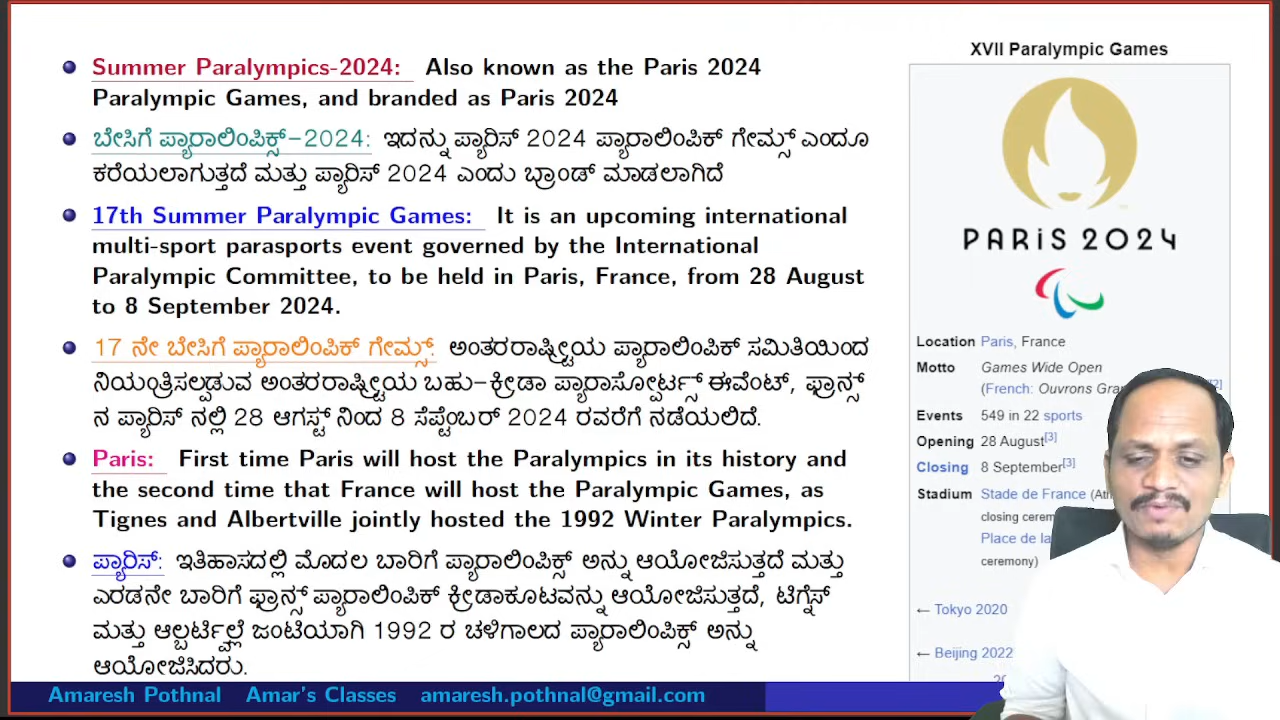 Summer Paralympics-2024: Also known as the Paris 2024
Paralympic Games, and branded as Paris 2024
ಬೇಸಿಗೆ ಪ್ಯಾರಾಲಿಂಪಿಕ್ಸ್-2024: ಇದನ್ನು ಪ್ಯಾರಿಸ್ 2024 ಪ್ಯಾರಾಲಿಂಪಿಕ್ ಗೇಮ್ಸ್ ಎಂದೂ
ಕರೆಯಲಾಗುತ್ತದೆ ಮತ್ತು ಪ್ಯಾರಿಸ್ 2024 ಎಂದು ಬ್ರಾಂಡ್ ಮಾಡಲಾಗಿದೆ
17th Summer Paralympic Games: It is an upcoming international
multi-sport parasports event governed by the International
Paralympic Committee, to be held in Paris, France, from 28 August
to 8 September 2024.
17 ನೇ ಬೇಸಿಗೆ ಪ್ಯಾರಾಲಿಂಪಿಕ್ ಗೇಮ್ಸ್: ಅಂತರರಾಷ್ಟ್ರೀಯ ಪ್ಯಾರಾಲಿಂಪಿಕ್ ಸಮಿತಿಯಿಂದ
ನಿಯಂತ್ರಿಸಲ್ಪಡುವ ಅಂತರರಾಷ್ಟ್ರೀಯ ಬಹು-ಕ್ರೀಡಾ ಪ್ಯಾರಾಸ್ಪೋರ್ಟ್ಸ್ ಈವೆಂಟ್, ಫ್ರಾನ್ಸ್
ನ ಪ್ಯಾರಿಸ್ ನಲ್ಲಿ 28 ಆಗಸ್ಟ್ ನಿಂದ 8 ಸೆಪ್ಟೆಂಬರ್ 2024 ರವರೆಗೆ ನಡೆಯಲಿದೆ.
Paris: First time Paris will host the Paralympics in its history and
the second time that France will host the Paralympic Games, as
Tignes and Albertville jointly hosted the 1992 Winter Paralympics.
ಪ್ಯಾರಿಸ್: ಇತಿಹಾಸದಲ್ಲಿ ಮೊದಲ ಬಾರಿಗೆ ಪ್ಯಾರಾಲಿಂಪಿಕ್ಸ್ ಅನ್ನು ಆಯೋಜಿಸುತ್ತದೆ ಮತ್ತು
ಎರಡನೇ ಬಾರಿಗೆ ಫ್ರಾನ್ಸ್ ಪ್ಯಾರಾಲಿಂಪಿಕ್ ಕ್ರೀಡಾಕೂಟವನ್ನು ಆಯೋಜಿಸುತ್ತದೆ, ಟಿಗ್ನೆಸ್
ಮತ್ತು ಆಲ್ಬರ್ಟ್ವಿಲ್ಲೆ ಜಂಟಿಯಾಗಿ 1992 ರ ಚಳಿಗಾಲದ ಪ್ಯಾರಾಲಿಂಪಿಕ್ಸ್ ಅನ್ನು
ಆಯೋಜಿಸಿದರು.
XVII Paralympic Games
PARIS 2024
Location Paris, France
Motto Games Wide Open
(French: Ouvrons [2]
Events 549 in 22 sports
Opening 28 August[3]
Closing 8 September[3]
Stadium Stade de France
closing
Place de la
ceremony)
← Tokyo 2020
← Beijing 2022
Amaresh Pothnal Amar's Classes amaresh.pothnal@gmail.com